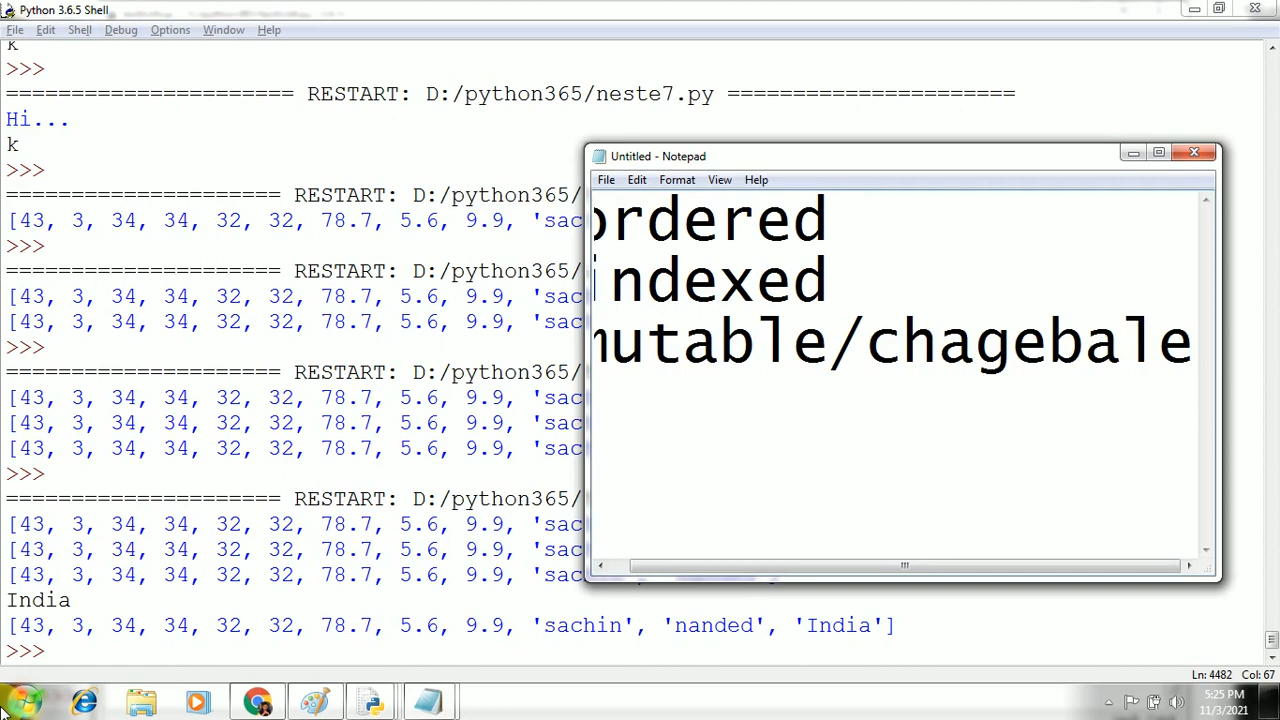 Python 3.6.5 Shell
File Edit Shell Debug Options Window Help
k
>>>
====================== RESTART: D:/python365/neste7.py ======================
Hi...
k
>>>
===================== RESTART: D:/python365/
[43, 3, 34, 34, 32, 32, 78.7, 5.6, 9.9, 'sac
>>>
===================== RESTART: D:/python365/
[43, 3, 34, 34, 32, 32, 78.7, 5.6, 9.9, 'sac
[43, 3, 34, 34, 32, 32, 78.7, 5.6, 9.9, 'sac
>>>
===================== RESTART: D:/python365/
[43, 3, 34, 34, 32, 32, 78.7, 5.6, 9.9, 'sac
[43, 3, 34, 34, 32, 32, 78.7, 5.6, 9.9, 'sac
[43, 3, 34, 34, 32, 32, 78.7, 5.6, 9.9, 'sac
>>>
===================== RESTART: D:/python365/
[43, 3, 34, 34, 32, 32, 78.7, 5.6, 9.9, 'sac
[43, 3, 34, 34, 32, 32, 78.7, 5.6, 9.9, 'sac
[43, 3, 34, 34, 32, 32, 78.7, 5.6, 9.9, 'sac
India
[43, 3, 34, 34, 32, 32, 78.7, 5.6, 9.9, 'sachin', 'nanded', 'India']
>>>
Untitled - Notepad
File Edit Format View Help
ordered
indexed
mutable/chagebale
Ln: 4482 Col: 67
5:25 PM
11/3/2021